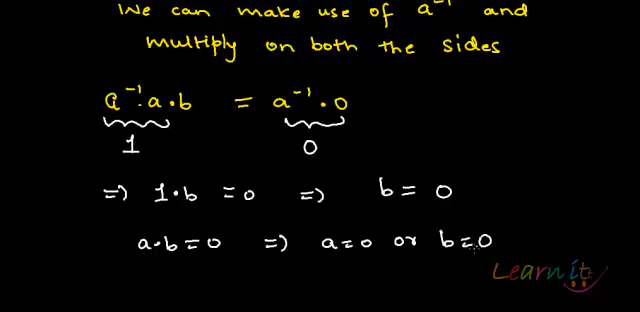 We can make use of a⁻¹ and
multiply on both the sides
a⁻¹·a·b = a⁻¹·0
1 0
=) 1·b =0 =) b = 0
a·b=0 =) a=0 or b=0
Learnit